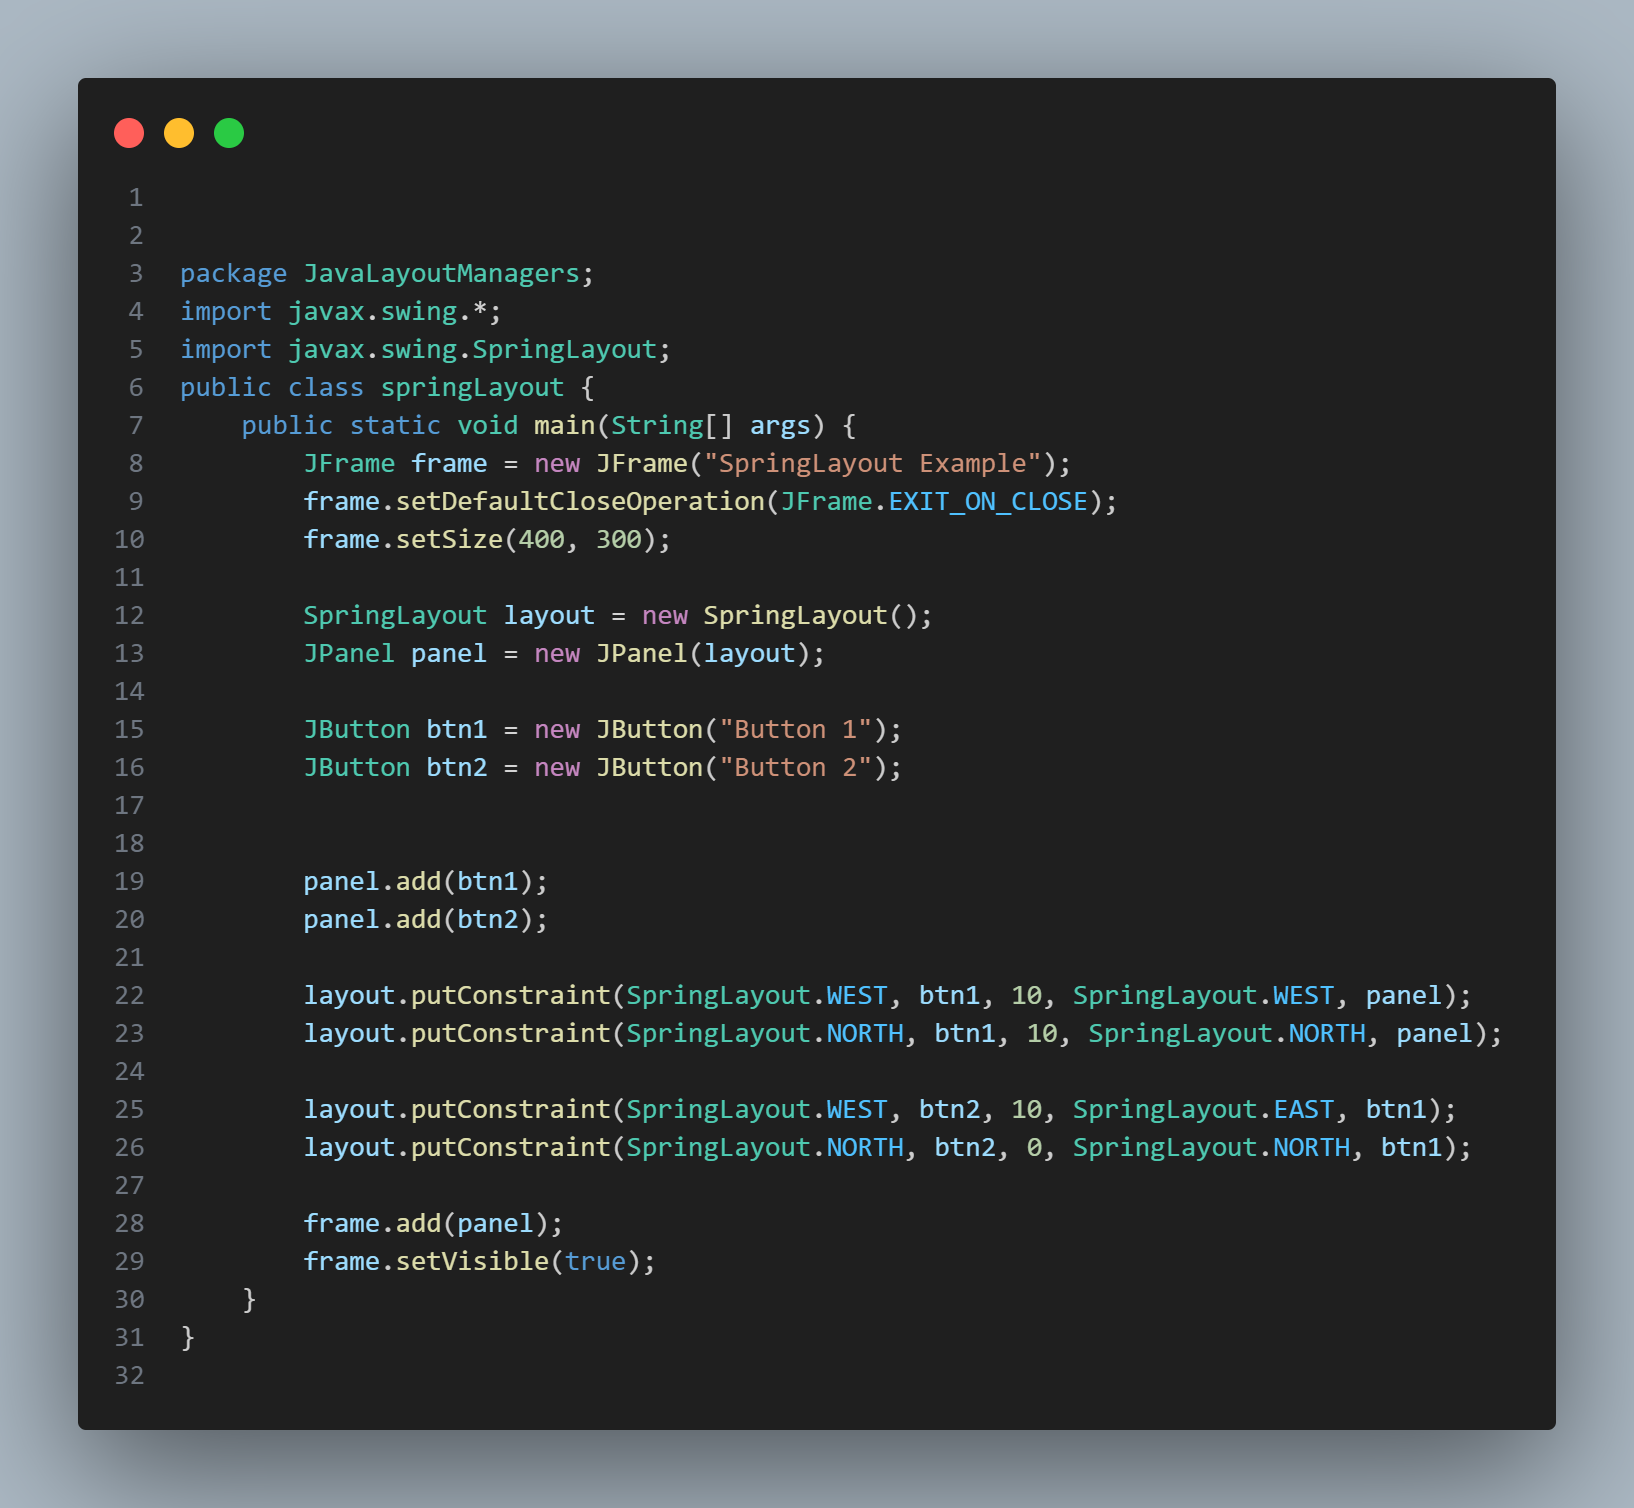 1
2
3 package JavaLayoutManagers;
4 import javax.swing.*;
5 import javax.swing.SpringLayout;
6 public class springLayout {
7     public static void main(String[] args) {
8         JFrame frame = new JFrame("SpringLayout Example");
9         frame.setDefaultCloseOperation(JFrame.EXIT_ON_CLOSE);
10         frame.setSize(400, 300);
11
12         SpringLayout layout = new SpringLayout();
13         JPanel panel = new JPanel(layout);
14
15         JButton btn1 = new JButton("Button 1");
16         JButton btn2 = new JButton("Button 2");
17
18
19         panel.add(btn1);
20         panel.add(btn2);
21
22         layout.putConstraint(SpringLayout.WEST, btn1, 10, SpringLayout.WEST, panel);
23         layout.putConstraint(SpringLayout.NORTH, btn1, 10, SpringLayout.NORTH, panel);
24
25         layout.putConstraint(SpringLayout.WEST, btn2, 10, SpringLayout.EAST, btn1);
26         layout.putConstraint(SpringLayout.NORTH, btn2, 0, SpringLayout.NORTH, btn1);
27
28         frame.add(panel);
29         frame.setVisible(true);
30     }
31 }
32